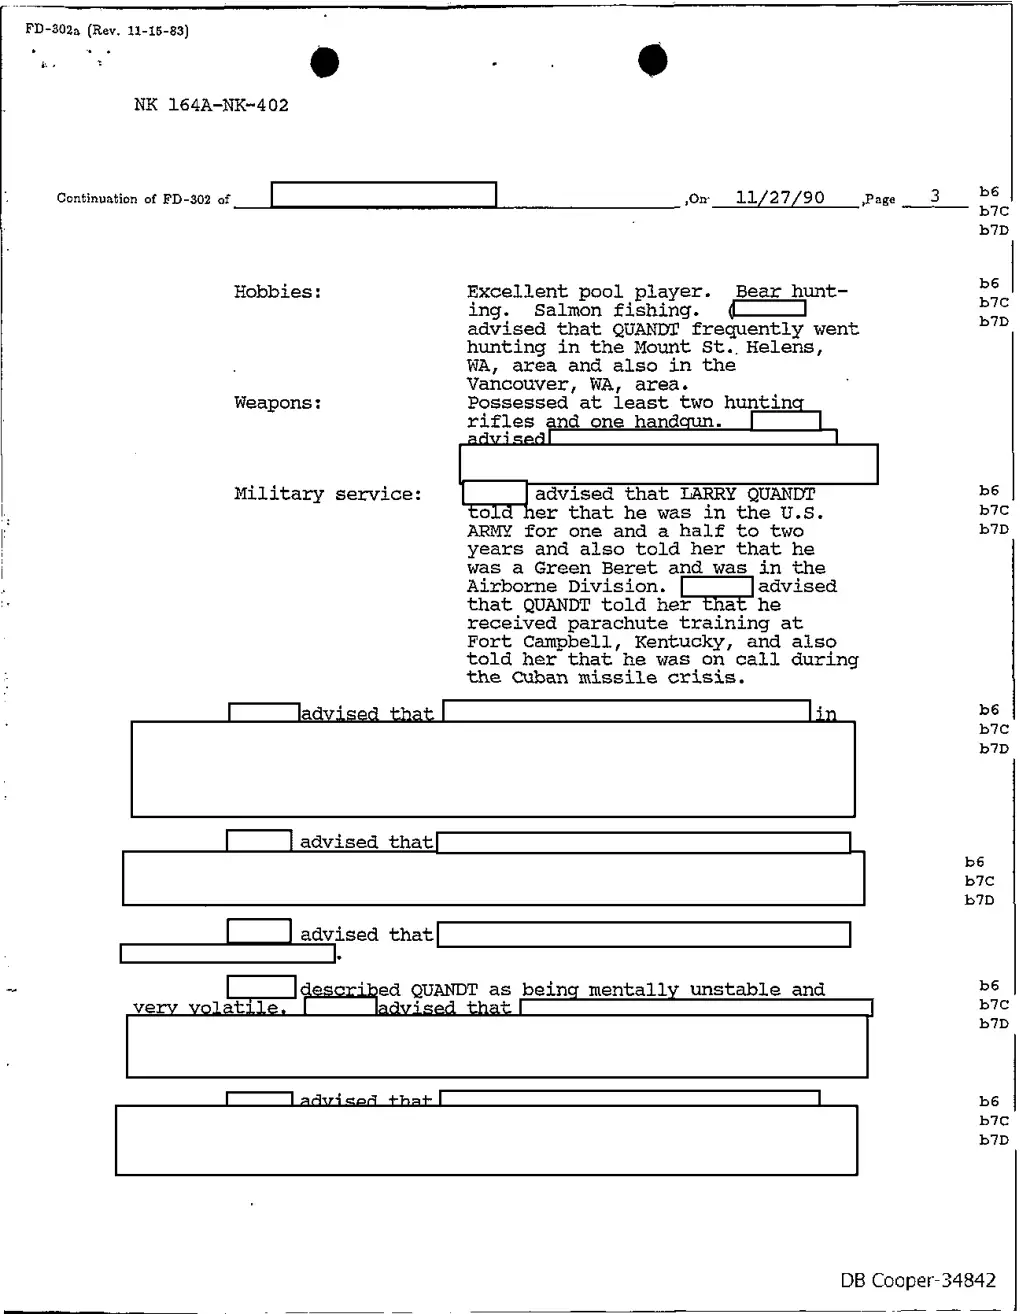 FD-302a (Rev. 11-15-83)
NK 164A-NK-402
Continuation of FD-302 of ,On 11/27/90 ,Page 3
b6
b7C
b7D
Hobbies: Excellent pool player. Bear hunt-
ing. Salmon fishing. (
advised that QUANDT frequently went
hunting in the Mount St. Helens,
WA, area and also in the
Vancouver, WA, area.
b6
b7C
b7D
Weapons: Possessed at least two hunting
rifles and one handgun.
advised
Military service: advised that LARRY QUANDT
told her that he was in the U.S.
ARMY for one and a half to two
years and also told her that he
was a Green Beret and was in the
Airborne Division. advised
that QUANDT told her that he
received parachute training at
Fort Campbell, Kentucky, and also
told her that he was on call during
the Cuban missile crisis.
b6
b7C
b7D
advised that in
b6
b7C
b7D
advised that
b6
b7C
b7D
advised that
.
described QUANDT as being mentally unstable and
very volatile. advised that
b6
b7C
b7D
advised that
b6
b7C
b7D
DB Cooper-34842